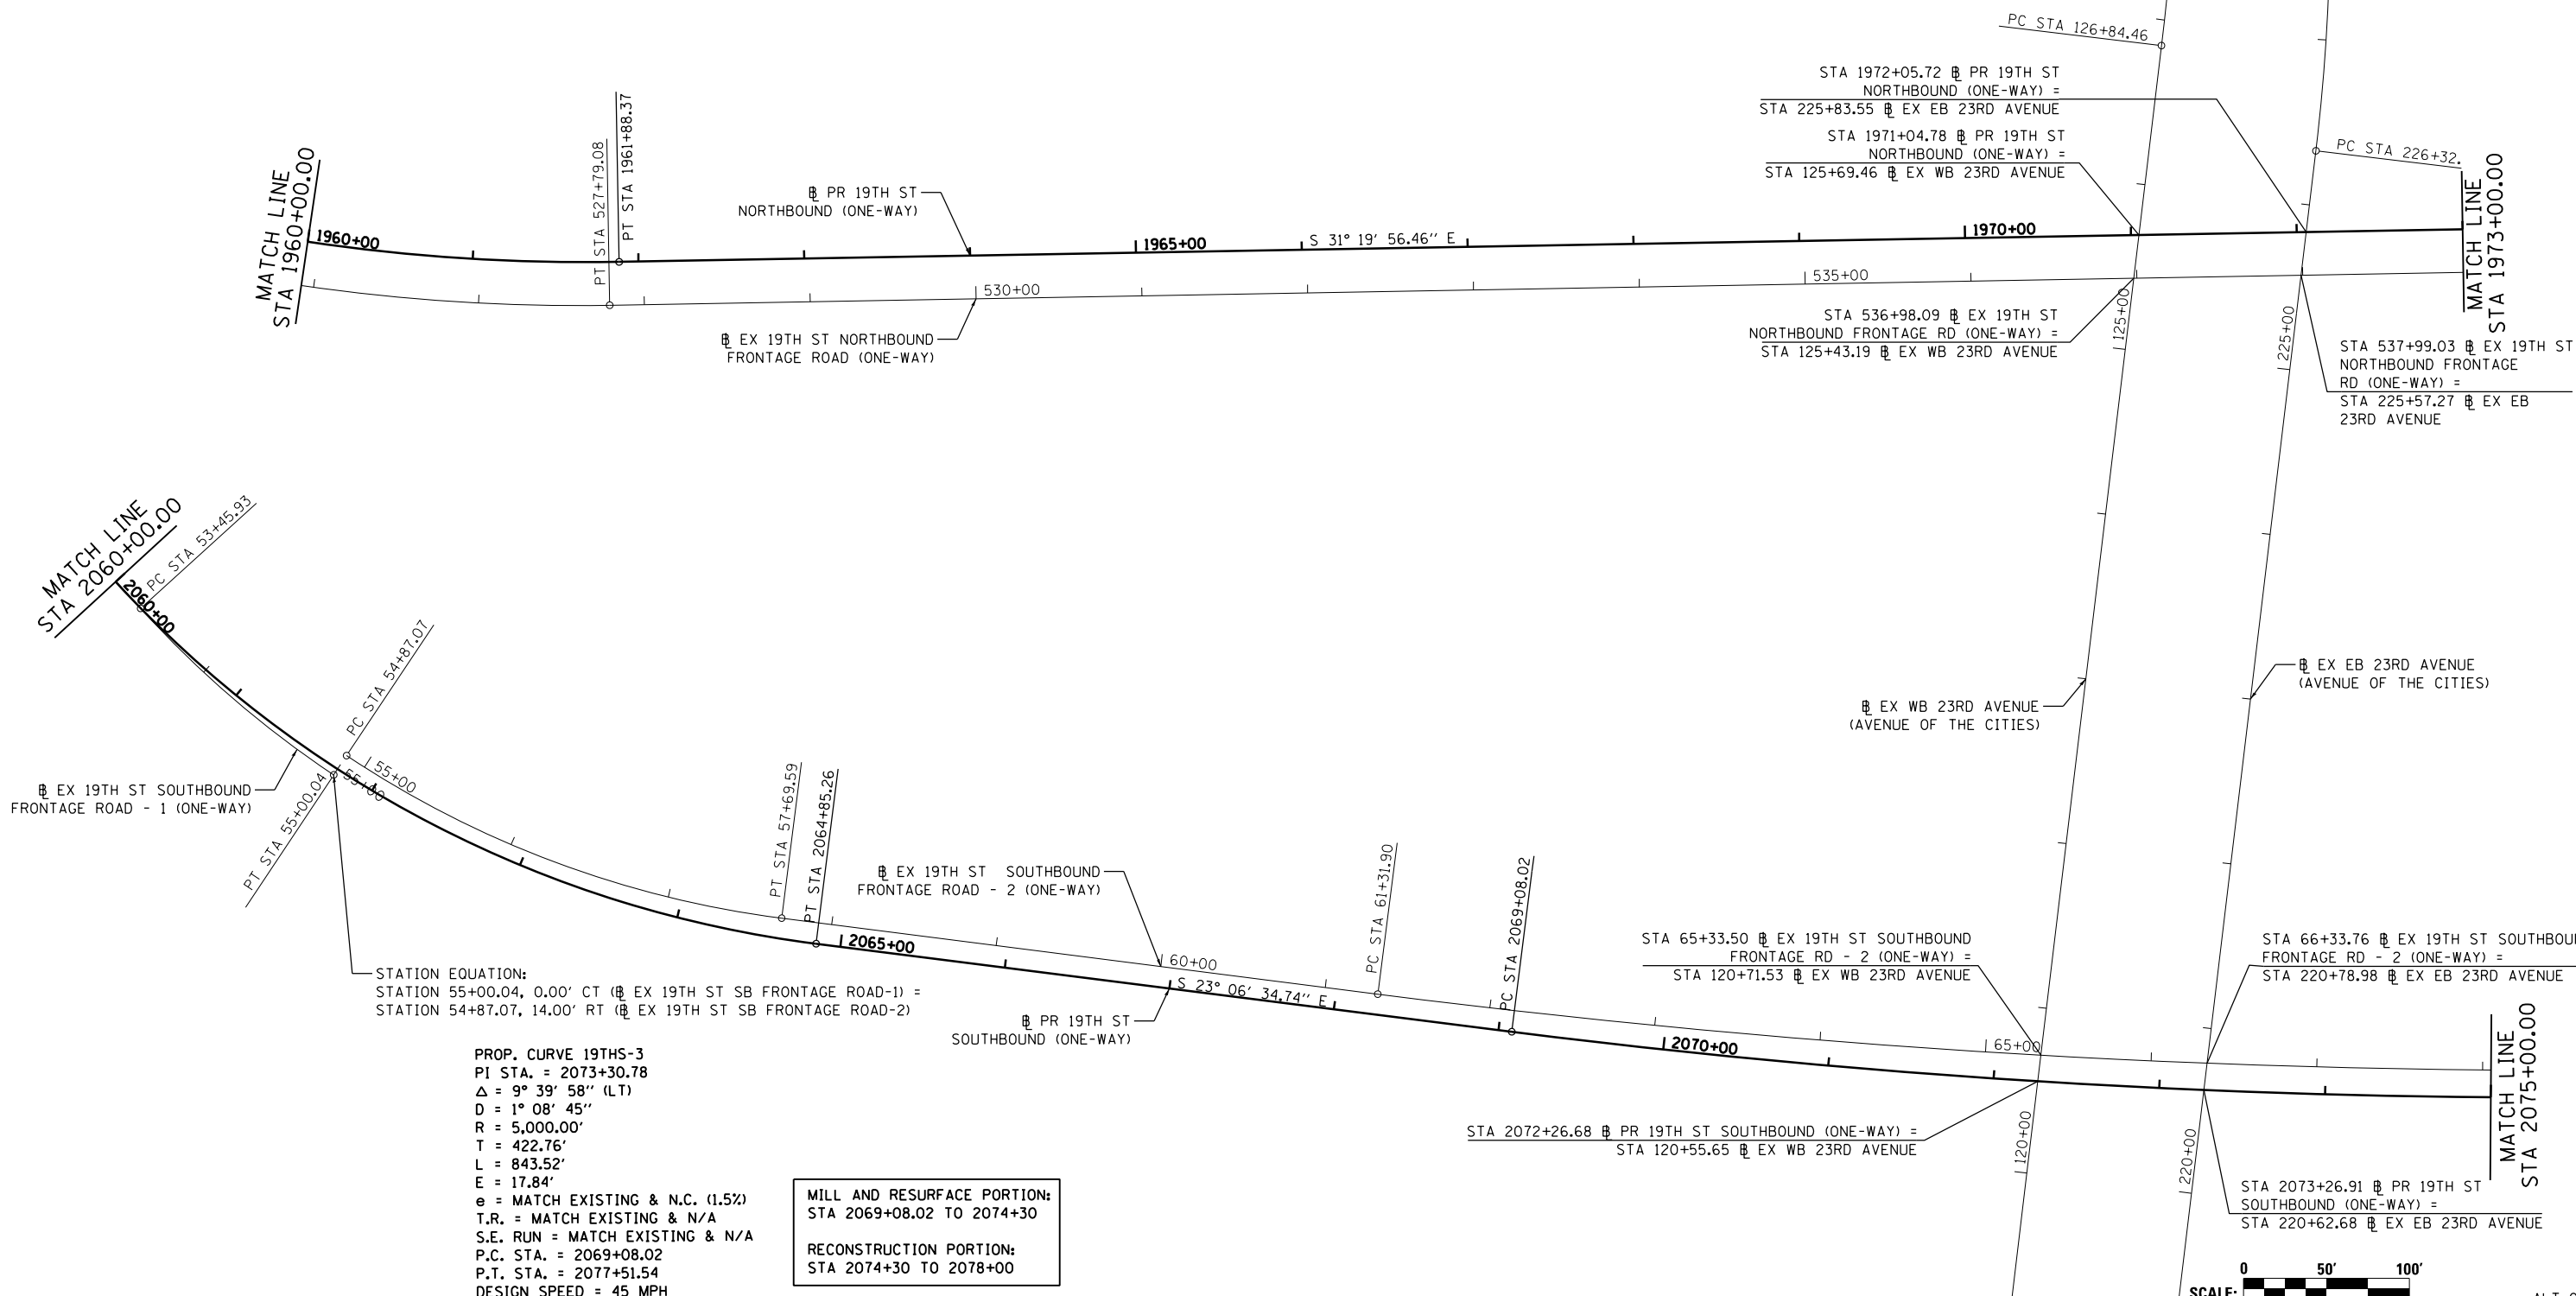 PC STA 126+84.46
STA 1972+05.72 ℄ PR 19TH ST
NORTHBOUND (ONE-WAY) =
STA 225+83.55 ℄ EX EB 23RD AVENUE
STA 1971+04.78 ℄ PR 19TH ST
NORTHBOUND (ONE-WAY) =
STA 125+69.46 ℄ EX WB 23RD AVENUE
PC STA 226+32.
MATCH LINE
STA 1960+00.00
1960+00
PT STA 527+79.08
PT STA 1961+88.37
℄ PR 19TH ST
NORTHBOUND (ONE-WAY)
1965+00
S 31° 19' 56.46'' E
1970+00
MATCH LINE
STA 1973+00.00
530+00
535+00
℄ EX 19TH ST NORTHBOUND
FRONTAGE ROAD (ONE-WAY)
STA 536+98.09 ℄ EX 19TH ST
NORTHBOUND FRONTAGE RD (ONE-WAY) =
STA 125+43.19 ℄ EX WB 23RD AVENUE
125+00
225+00
STA 537+99.03 ℄ EX 19TH ST
NORTHBOUND FRONTAGE
RD (ONE-WAY) =
STA 225+57.27 ℄ EX EB
23RD AVENUE
MATCH LINE
STA 2060+00.00
2060+00
PC STA 53+45.93
PC STA 54+87.07
℄ EX EB 23RD AVENUE
(AVENUE OF THE CITIES)
℄ EX WB 23RD AVENUE
(AVENUE OF THE CITIES)
℄ EX 19TH ST SOUTHBOUND
FRONTAGE ROAD - 1 (ONE-WAY)
PT STA 55+00.04
55+00
55+00
PT STA 57+69.59
PT STA 2064+85.26
℄ EX 19TH ST SOUTHBOUND
FRONTAGE ROAD - 2 (ONE-WAY)
2065+00
60+00
S 23° 06' 34.74'' E
PC STA 61+31.90
PC STA 2069+08.02
STA 65+33.50 ℄ EX 19TH ST SOUTHBOUND
FRONTAGE RD - 2 (ONE-WAY) =
STA 120+71.53 ℄ EX WB 23RD AVENUE
STA 66+33.76 ℄ EX 19TH ST SOUTHBOU
FRONTAGE RD - 2 (ONE-WAY) =
STA 220+78.98 ℄ EX EB 23RD AVENUE
STATION EQUATION:
STATION 55+00.04, 0.00' CT (℄ EX 19TH ST SB FRONTAGE ROAD-1) =
STATION 54+87.07, 14.00' RT (℄ EX 19TH ST SB FRONTAGE ROAD-2)
℄ PR 19TH ST
SOUTHBOUND (ONE-WAY)
2070+00
65+00
MATCH LINE
STA 2075+00.00
STA 2072+26.68 ℄ PR 19TH ST SOUTHBOUND (ONE-WAY) =
STA 120+55.65 ℄ EX WB 23RD AVENUE
120+00
220+00
STA 2073+26.91 ℄ PR 19TH ST
SOUTHBOUND (ONE-WAY) =
STA 220+62.68 ℄ EX EB 23RD AVENUE
PROP. CURVE 19THS-3
PI STA. = 2073+30.78
Δ = 9° 39' 58'' (LT)
D = 1° 08' 45''
R = 5,000.00'
T = 422.76'
L = 843.52'
E = 17.84'
e = MATCH EXISTING & N.C. (1.5%)
T.R. = MATCH EXISTING & N/A
S.E. RUN = MATCH EXISTING & N/A
P.C. STA. = 2069+08.02
P.T. STA. = 2077+51.54
DESIGN SPEED = 45 MPH
MILL AND RESURFACE PORTION:
STA 2069+08.02 TO 2074+30
RECONSTRUCTION PORTION:
STA 2074+30 TO 2078+00
0 50' 100'
SCALE: